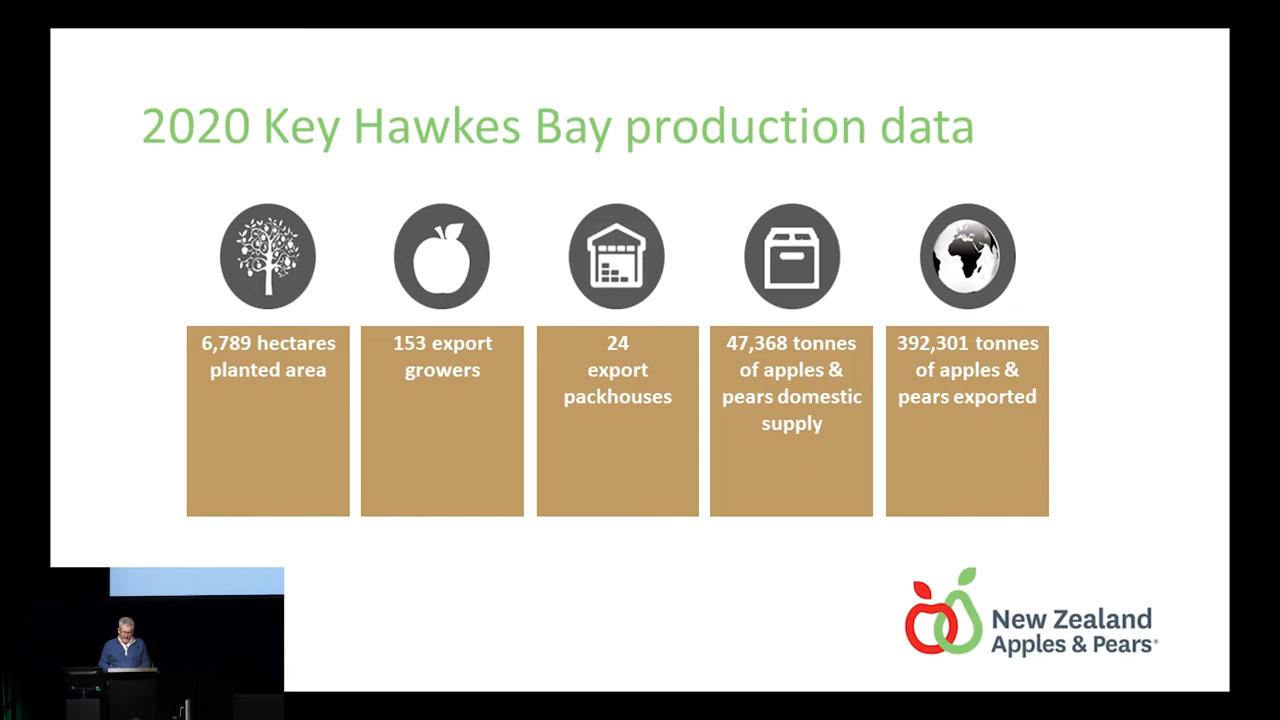 2020 Key Hawkes Bay production data
6,789 hectares
planted area
153 export
growers
24
export
packhouses
47,368 tonnes
of apples &
pears domestic
supply
392,301 tonnes
of apples &
pears exported
New Zealand
Apples & Pears